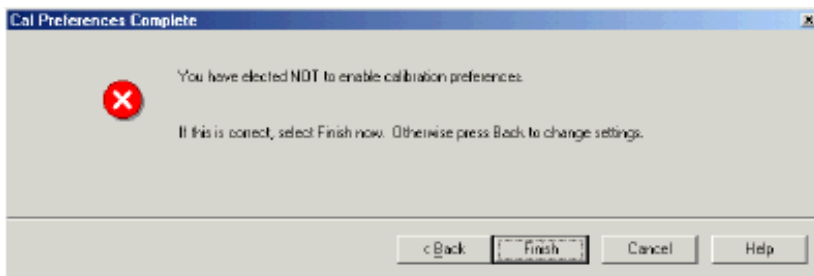 Cal Preferences Complete
You have elected NOT to enable calibration preferences.
If this is correct, select Finish now. Otherwise press Back to change settings.
< Back
Finish
Cancel
Help